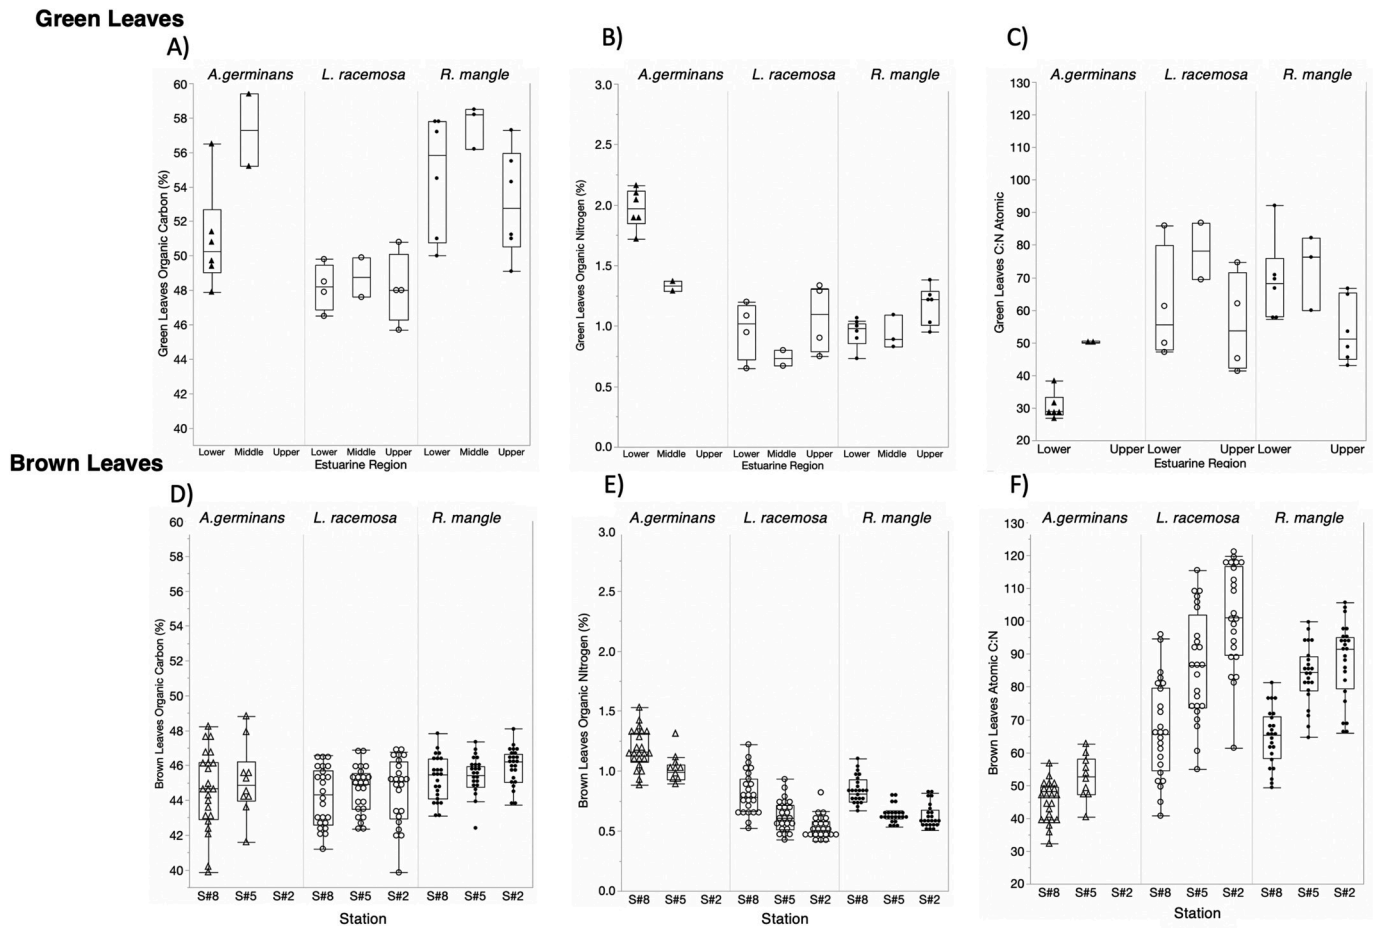 Green Leaves
A)
B)
C)
A.germinans L. racemosa R. mangle
A.germinans L. racemosa R. mangle
A.germinans L. racemosa R. mangle
Green Leaves Organic Carbon (%)
60
58
56
54
52
50
48
46
44
42
40
Lower Middle Upper Lower Middle Upper Lower Middle Upper
Estuarine Region
Green Leaves Organic Nitrogen (%)
3.0
2.5
2.0
1.5
1.0
0.5
0.0
Lower Middle Upper Lower Middle Upper Lower Middle Upper
Estuarine Region
Green Leaves C:N Atomic
130
120
110
100
90
80
70
60
50
40
30
20
Lower Upper Lower Upper Lower Upper
Estuarine Region
Brown Leaves
D)
E)
F)
A.germinans L. racemosa R. mangle
A.germinans L. racemosa R. mangle
A.germinans L. racemosa R. mangle
Brown Leaves Organic Carbon (%)
60
58
56
54
52
50
48
46
44
42
40
S#8 S#5 S#2 S#8 S#5 S#2 S#8 S#5 S#2
Station
Brown Leaves Organic Nitrogen (%)
3.0
2.5
2.0
1.5
1.0
0.5
0.0
S#8 S#5 S#2 S#8 S#5 S#2 S#8 S#5 S#2
Station
Brown Leaves Atomic C:N
130
120
110
100
90
80
70
60
50
40
30
20
S#8 S#5 S#2 S#8 S#5 S#2 S#8 S#5 S#2
Station